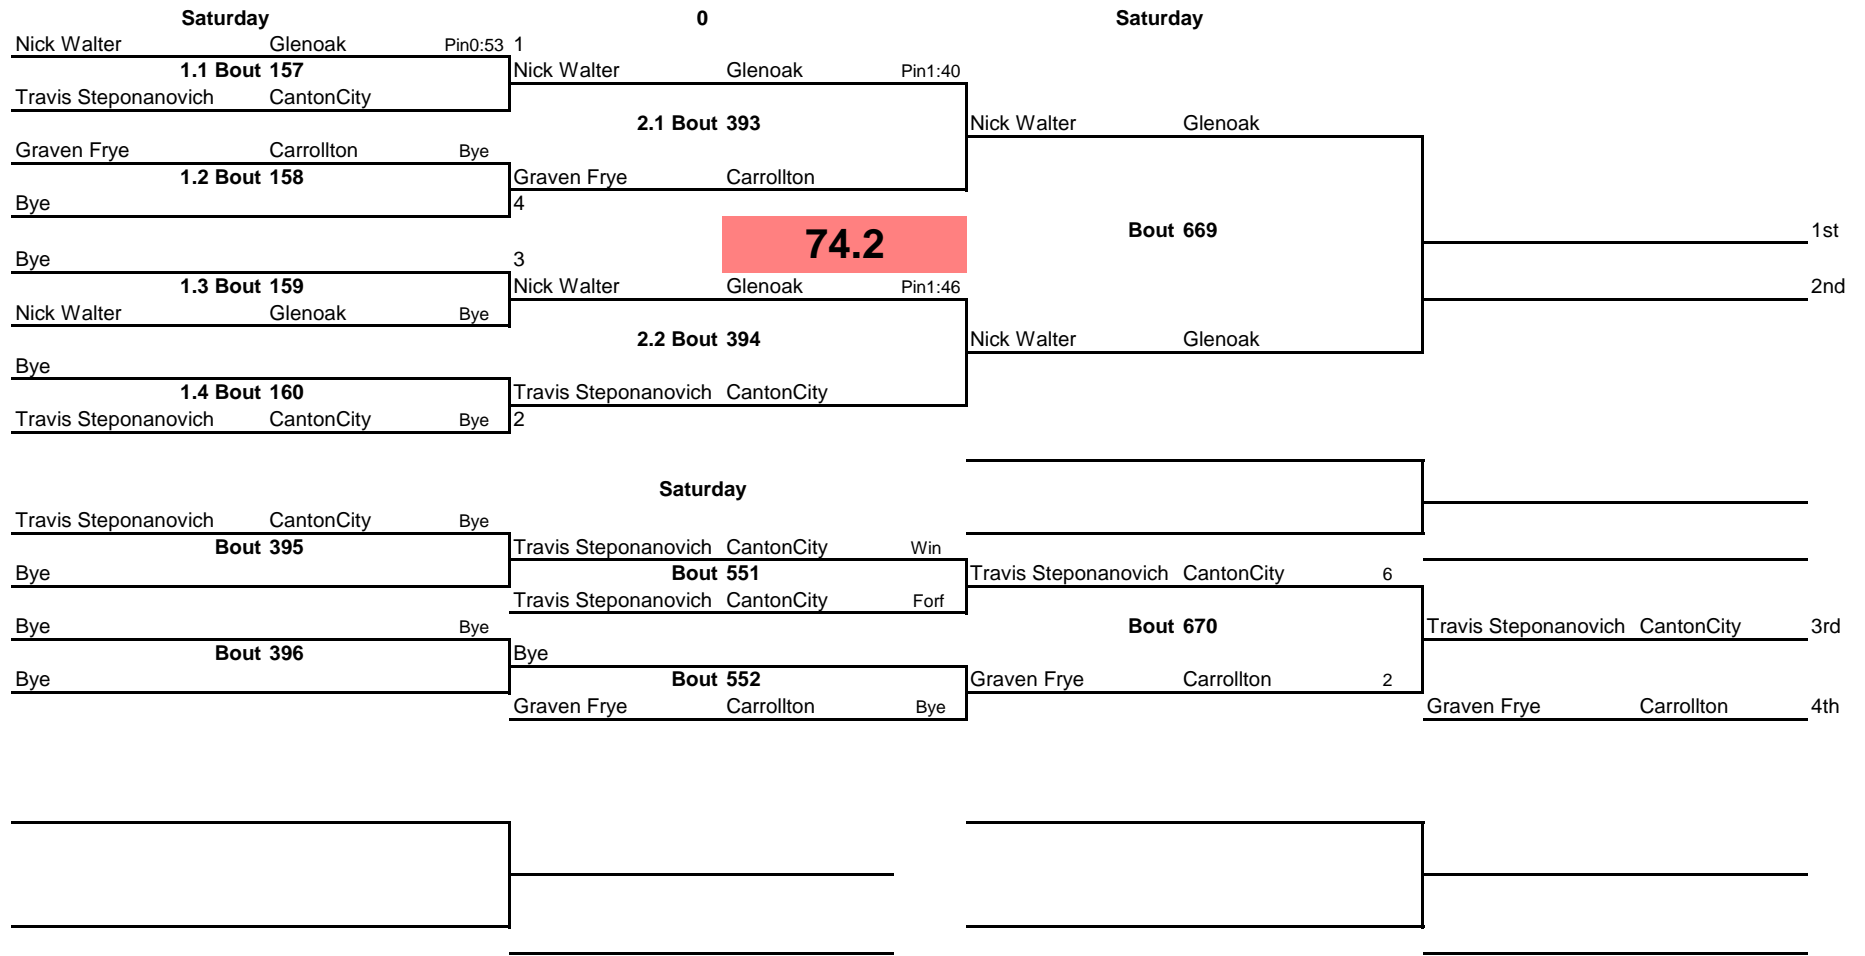 Saturday 0 Saturday
Nick Walter Glenoak Pin0:53 1
1.1 Bout 157 Nick Walter Glenoak Pin1:40
Travis Steponanovich CantonCity
2.1 Bout 393 Nick Walter Glenoak
Graven Frye Carrollton Bye
1.2 Bout 158 Graven Frye Carrollton
Bye 4
74.2 Bout 669 1st
Bye 3
1.3 Bout 159 Nick Walter Glenoak Pin1:46 2nd
Nick Walter Glenoak Bye
2.2 Bout 394 Nick Walter Glenoak
Bye
1.4 Bout 160 Travis Steponanovich CantonCity
Travis Steponanovich CantonCity Bye 2
Saturday
Travis Steponanovich CantonCity Bye
Bout 395 Travis Steponanovich CantonCity Win
Bye Bout 551 Travis Steponanovich CantonCity 6
Travis Steponanovich CantonCity Forf
Bye Bye Bout 670 Travis Steponanovich CantonCity 3rd
Bout 396 Bye
Bye Bout 552 Graven Frye Carrollton 2
Graven Frye Carrollton Bye Graven Frye Carrollton 4th